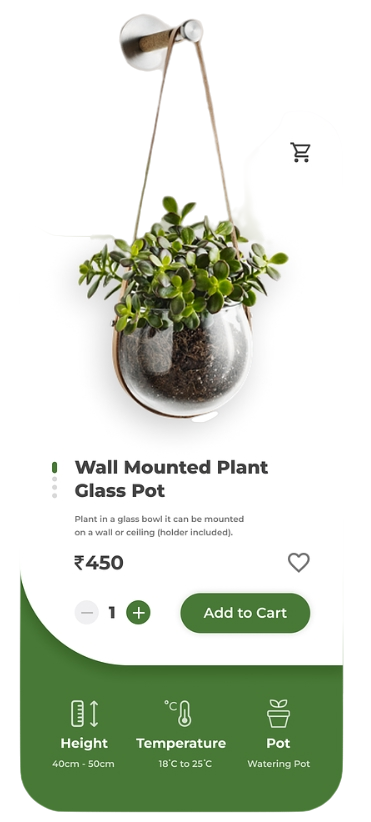 Wall Mounted Plant
Glass Pot
Plant in a glass bowl it can be mounted
on a wall or ceiling (holder included).
₹450
1
Add to Cart
°C
Height
Temperature
Pot
40cm - 50cm
18°C to 25°C
Watering Pot